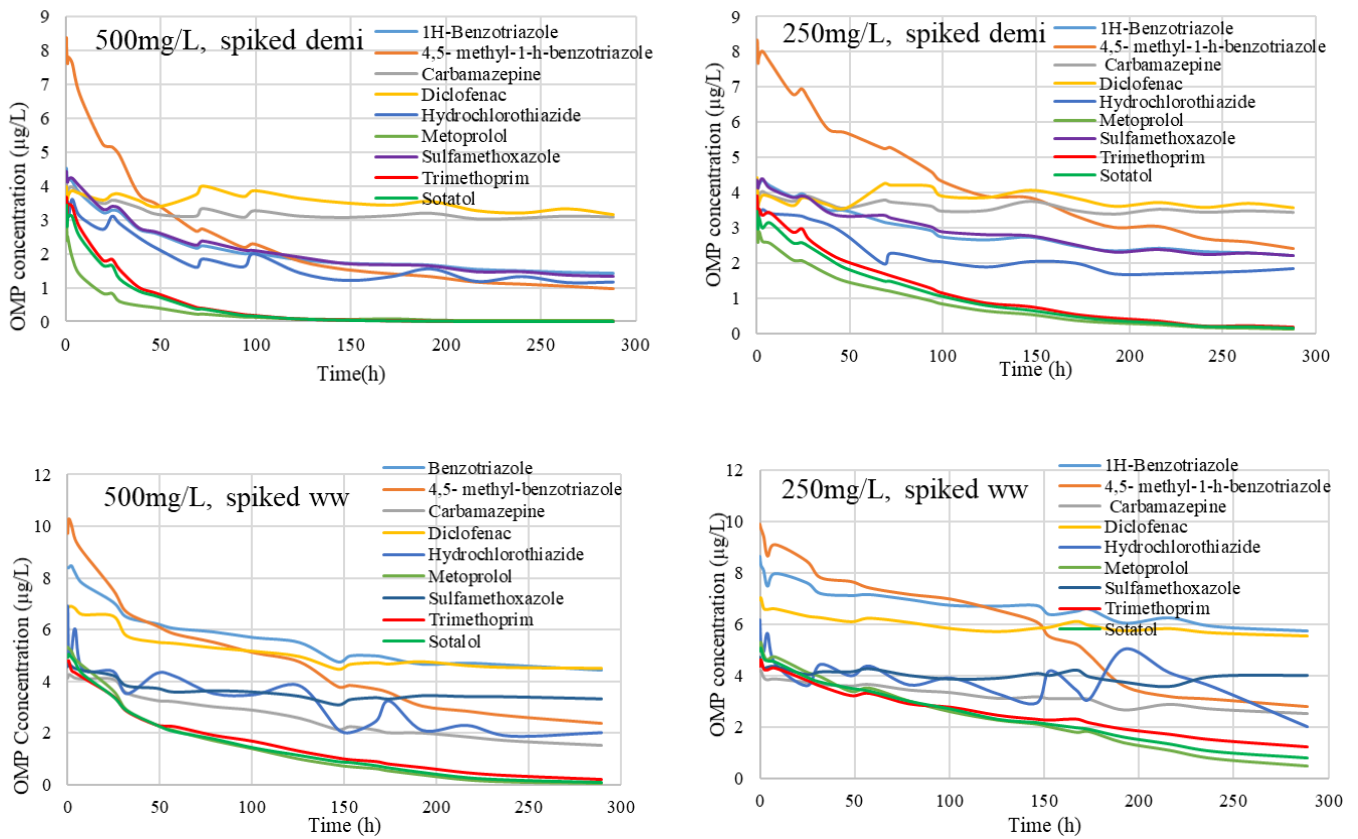 500mg/L, spiked demi
OMP concentration (µg/L)
9
8
7
6
5
4
3
2
1
0
0 50 100 150 200 250 300
Time(h)
1H-Benzotriazole
4,5- methyl-1-h-benzotriazole
Carbamazepine
Diclofenac
Hydrochlorothiazide
Metoprolol
Sulfamethoxazole
Trimethoprim
Sotatol
250mg/L, spiked demi
OMP concentration (µg/L)
9
8
7
6
5
4
3
2
1
0
0 50 100 150 200 250 300
Time (h)
1H-Benzotriazole
4,5- methyl-1-h-benzotriazole
Carbamazepine
Diclofenac
Hydrochlorothiazide
Metoprolol
Sulfamethoxazole
Trimethoprim
Sotatol
500mg/L, spiked ww
OMP Concentration (µg/L)
12
10
8
6
4
2
0
0 50 100 150 200 250 300
Time (h)
Benzotriazole
4,5- methyl-benzotriazole
Carbamazepine
Diclofenac
Hydrochlorothiazide
Metoprolol
Sulfamethoxazole
Trimethoprim
Sotalol
250mg/L, spiked ww
OMP concentration (µg/L)
12
10
8
6
4
2
0
0 50 100 150 200 250 300
Time (h)
1H-Benzotriazole
4,5- methyl-1-h-benzotriazole
Carbamazepine
Diclofenac
Hydrochlorothiazide
Metoprolol
Sulfamethoxazole
Trimethoprim
Sotatol